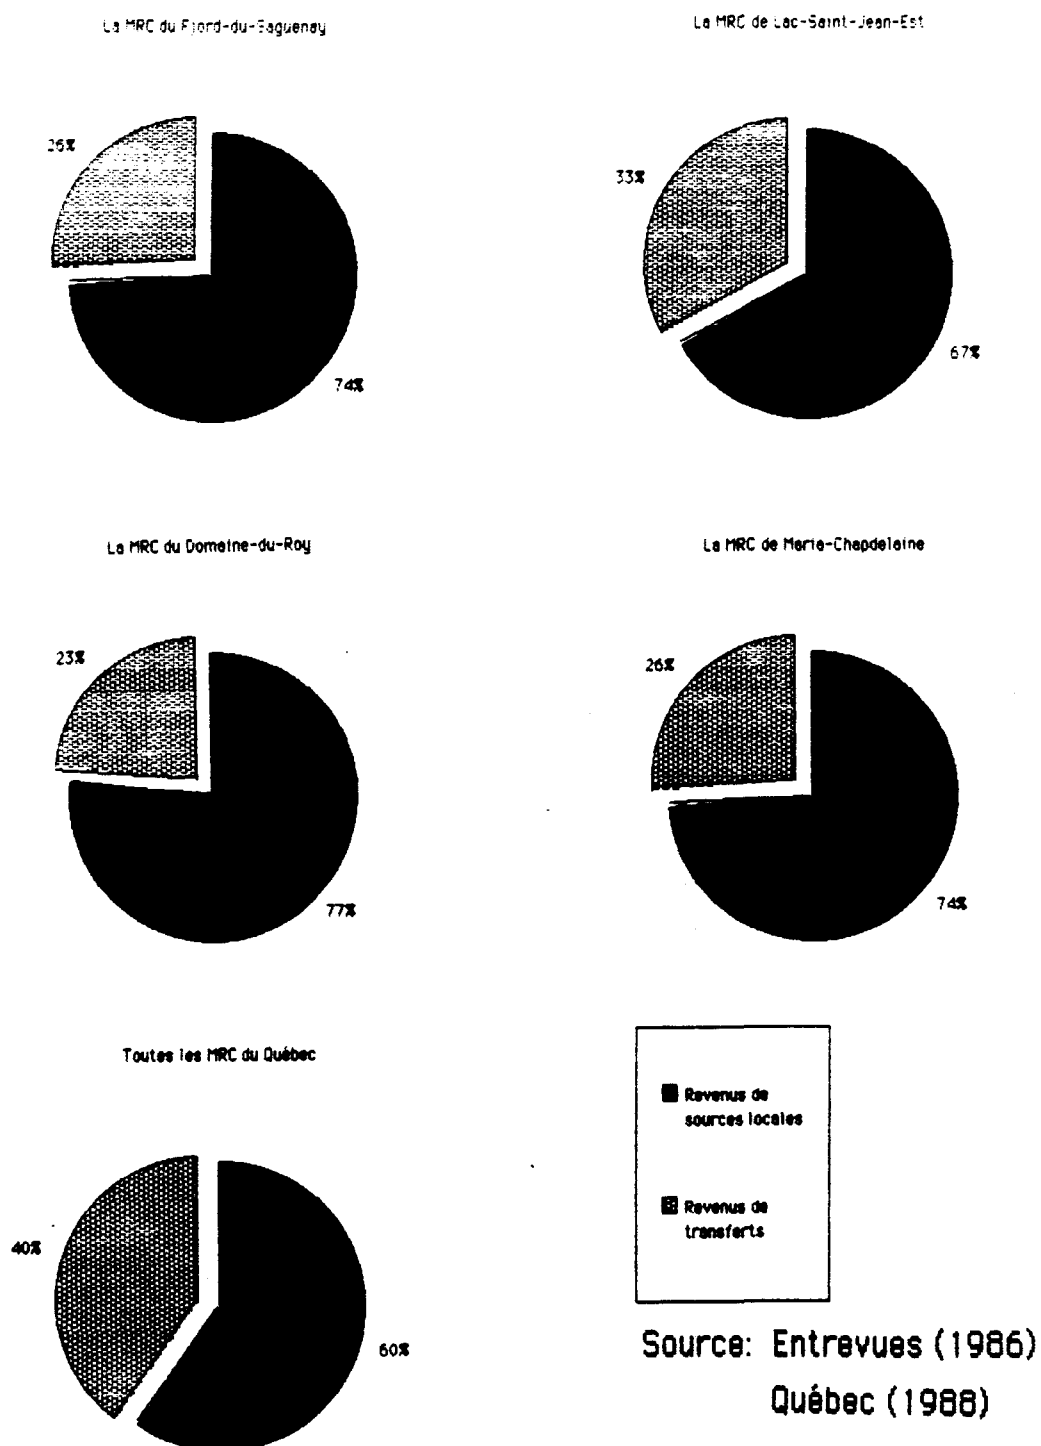 La MRC du Fjord-du-Saguenay
La MRC de Lac-Saint-Jean-Est
26%
74%
33%
67%
La MRC du Domaine-du-Roy
La MRC de Maria-Chapdelaine
23%
77%
26%
74%
Toutes les MRC du Québec
40%
60%
Revenus de
sources locales
Revenus de
transferts
Source: Entrevues (1986)
Québec (1988)